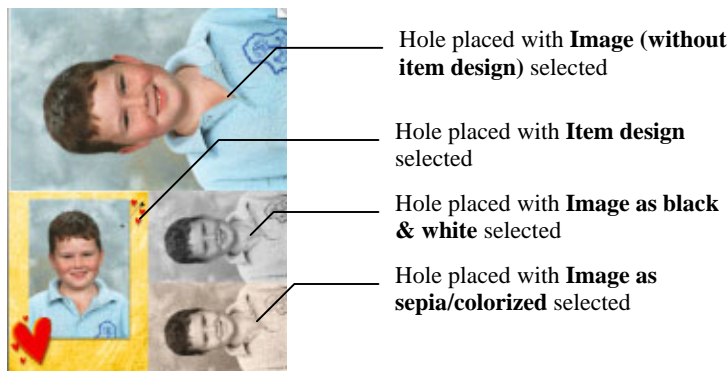 Hole placed with Image (without
item design) selected
Hole placed with Item design
selected
Hole placed with Image as black
& white selected
Hole placed with Image as
sepia/colorized selected